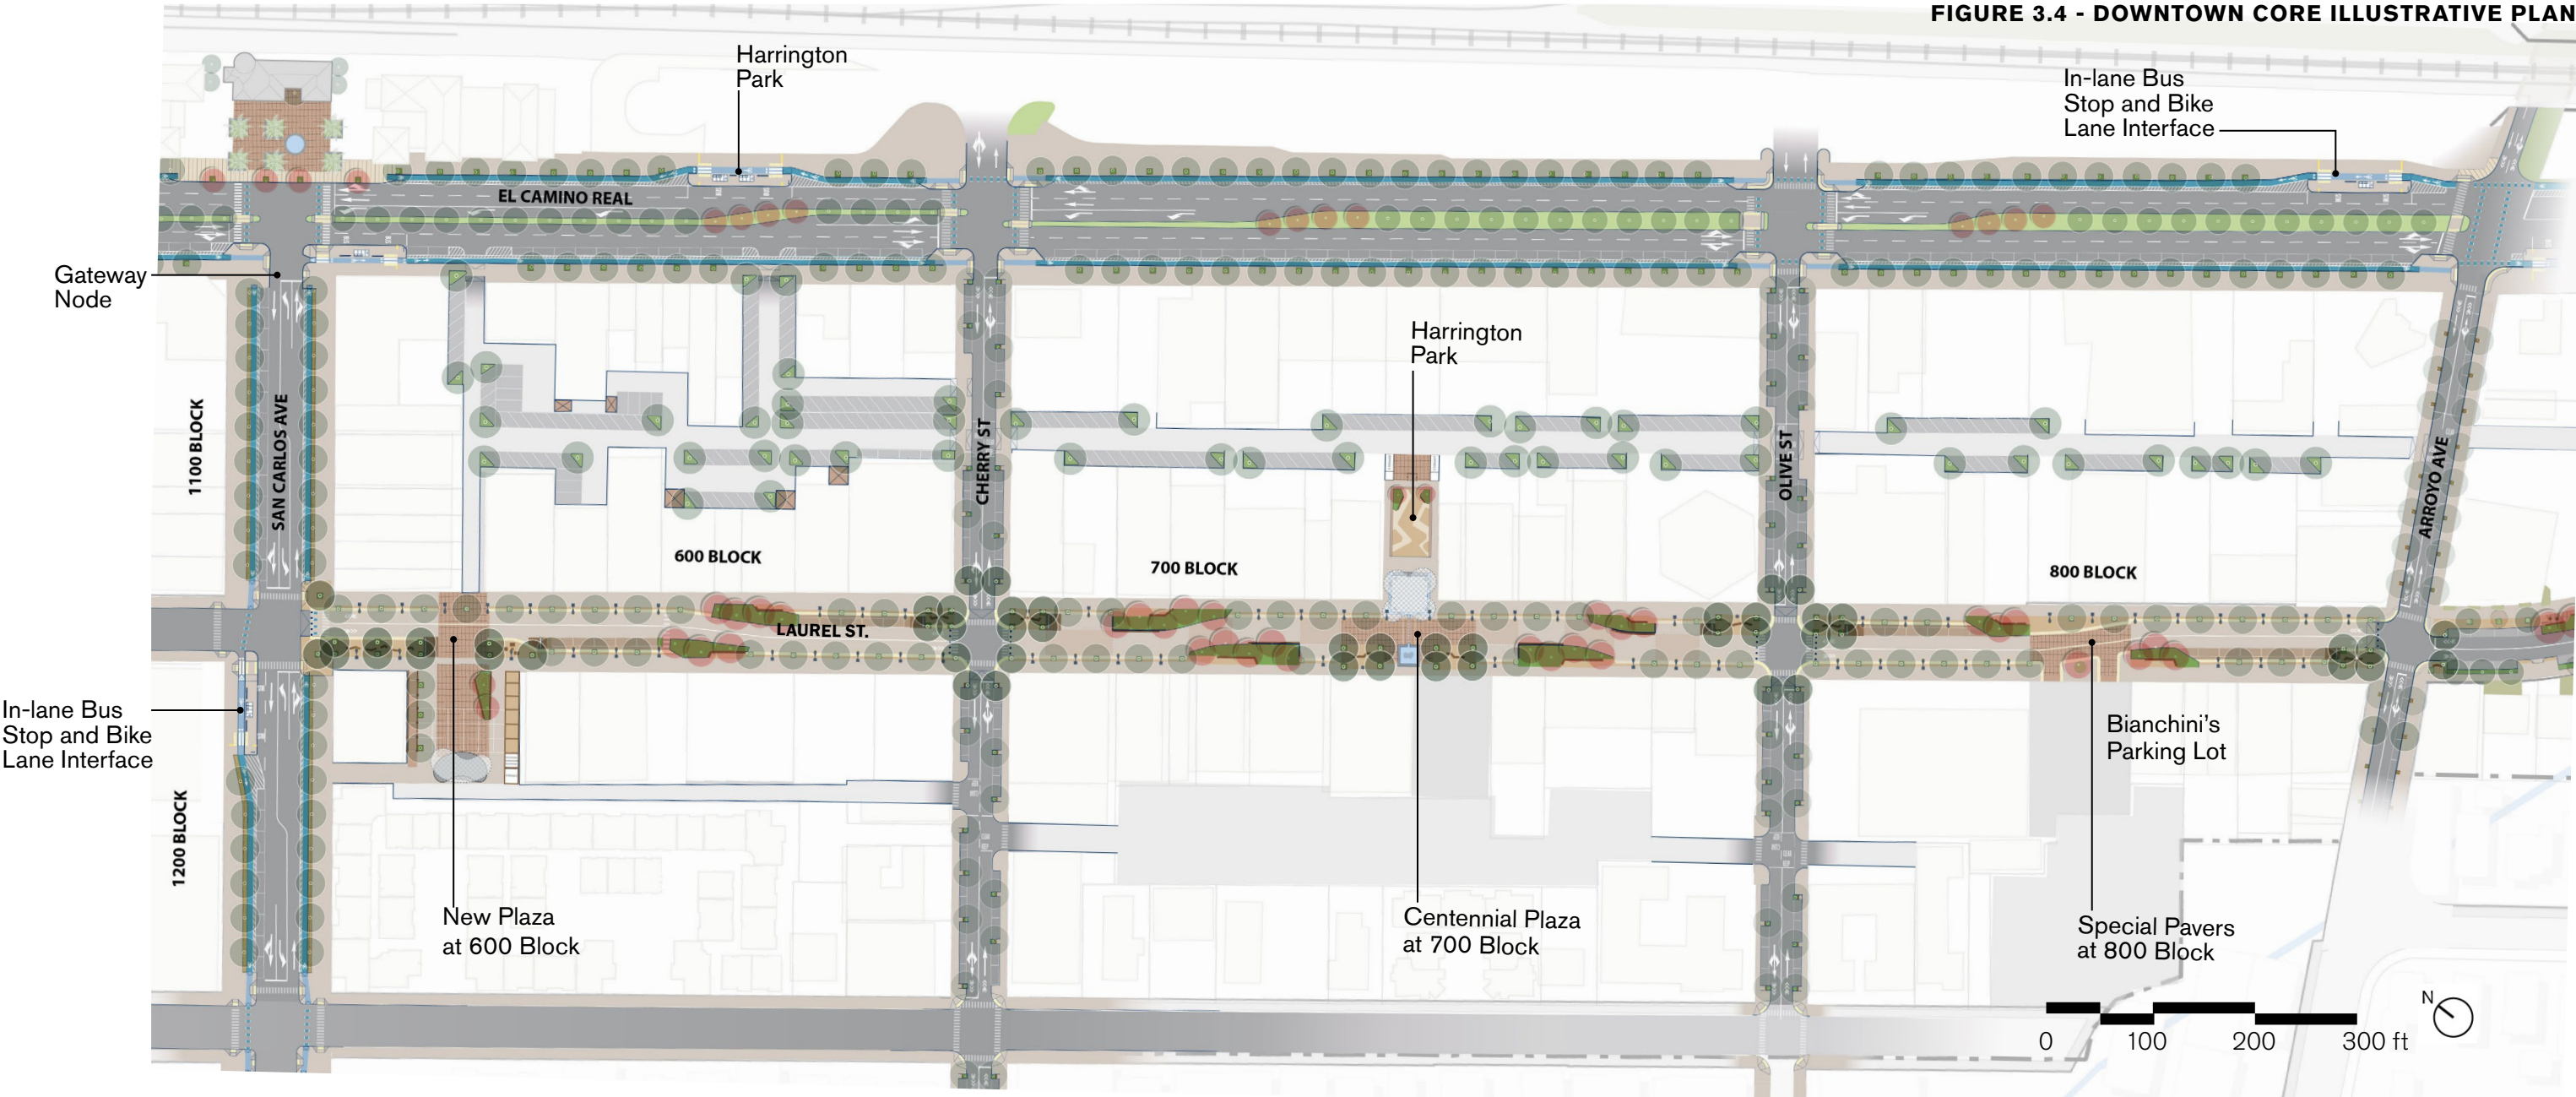 FIGURE 3.4 - DOWNTOWN CORE ILLUSTRATIVE PLAN
Harrington
Park
In-lane Bus
Stop and Bike
Lane Interface
EL CAMINO REAL
Gateway
Node
Harrington
Park
1100 BLOCK
SAN CARLOS AVE
CHERRY ST
OLIVE ST
ARROYO AVE
600 BLOCK
700 BLOCK
800 BLOCK
LAUREL ST.
In-lane Bus
Stop and Bike
Lane Interface
Bianchini's
Parking Lot
1200 BLOCK
New Plaza
at 600 Block
Centennial Plaza
at 700 Block
Special Pavers
at 800 Block
N
0 100 200 300 ft